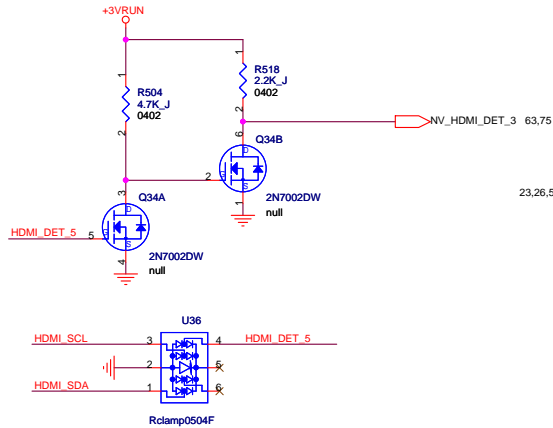 +3VRUN
1
R504
4.7K_J
0402
2
1
R518
2.2K_J
0402
2
NV_HDMI_DET_3 63,75
6
Q34B
D
G
S
2
1
2N7002DW
null
23,26,5
3
Q34A
D
G
S
HDMI_DET_5 5
4
2N7002DW
null
U36
HDMI_SCL 3 4 HDMI_DET_5
2 5
HDMI_SDA 1 6
Rclamp0504F